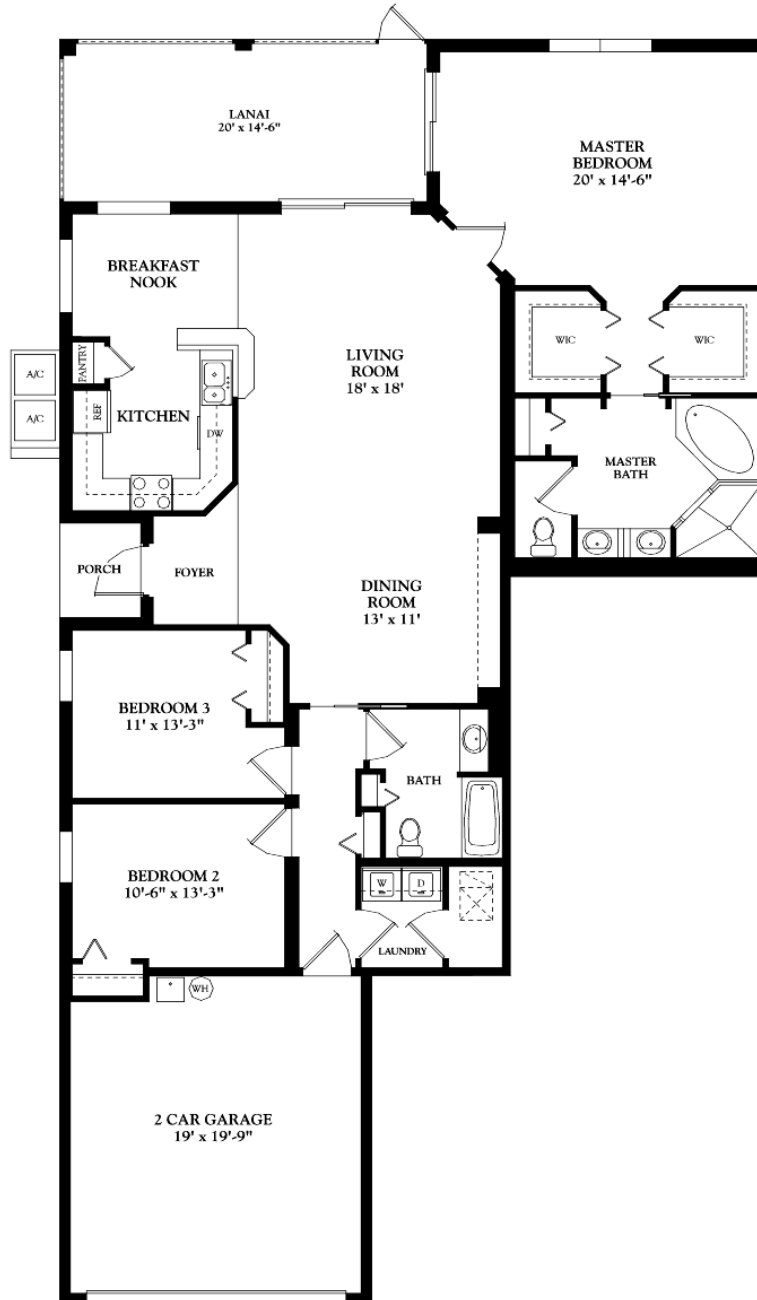 LANAI
20' x 14'-6"
MASTER
BEDROOM
20' x 14'-6"
BREAKFAST
NOOK
WIC
WIC
PANTRY
A/C
A/C
LIVING
ROOM
18' x 18'
REF
KITCHEN
DW
MASTER
BATH
PORCH
FOYER
DINING
ROOM
13' x 11'
BEDROOM 3
11' x 13'-3"
BATH
BEDROOM 2
10'-6" x 13'-3"
W
D
LAUNDRY
WH
2 CAR GARAGE
19' x 19'-9"